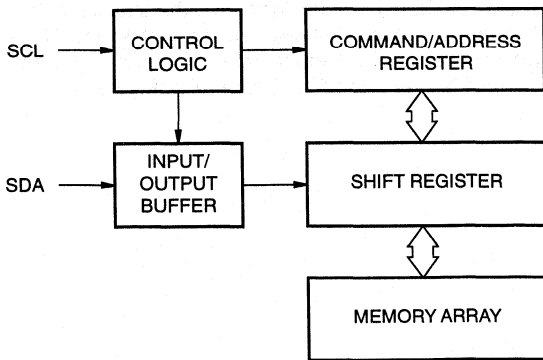 SCL
CONTROL
LOGIC
COMMAND/ADDRESS
REGISTER
SDA
INPUT/
OUTPUT
BUFFER
SHIFT REGISTER
MEMORY ARRAY